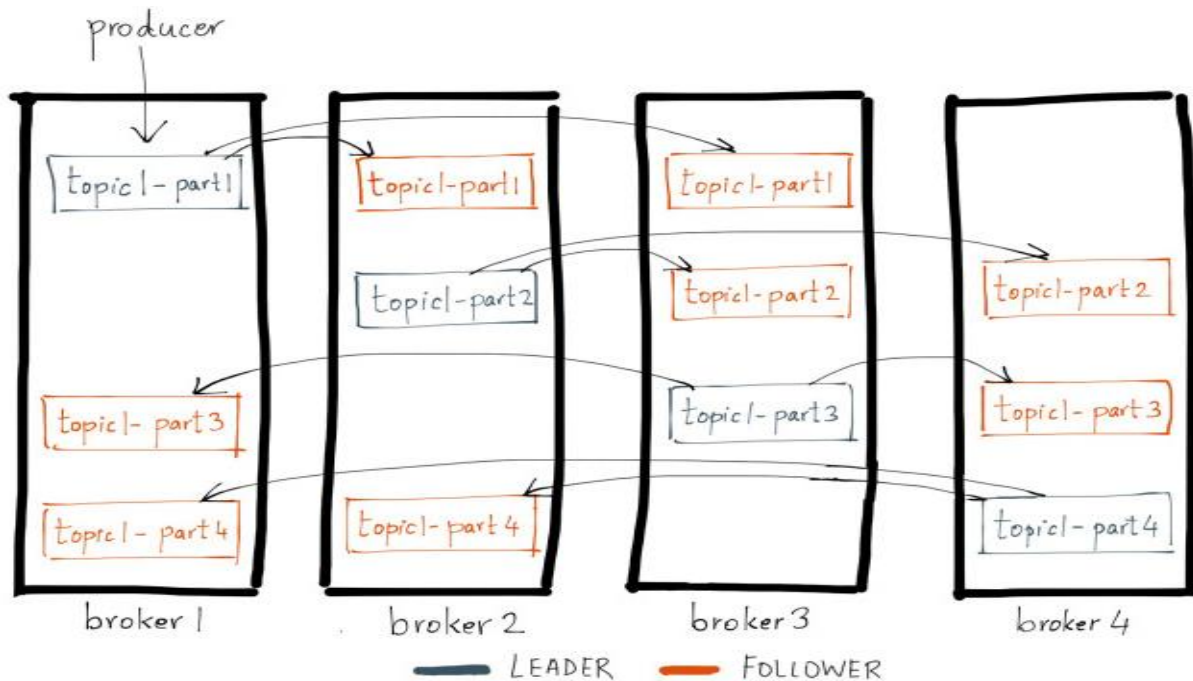 producer
topic1-part1
topic1-part1
topic1-part1
topic1-part2
topic1-part2
topic1-part2
topic1-part3
topic1-part3
topic1-part3
topic1-part4
topic1-part4
topic1-part4
broker 1
broker 2
broker 3
broker 4
LEADER
FOLLOWER